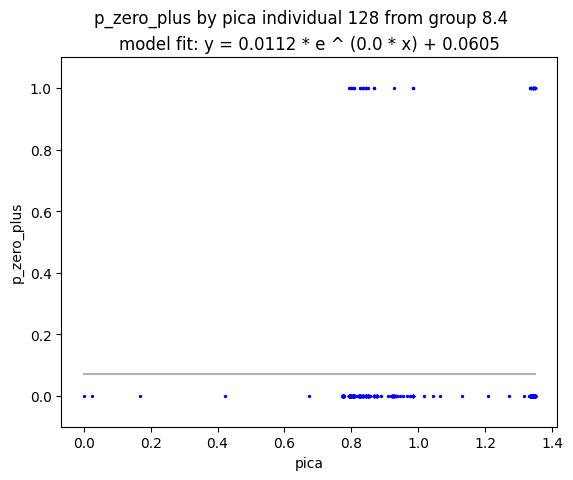 p_zero_plus by pica individual 128 from group 8.4
model fit: y = 0.0112 * e ^ (0.0 * x) + 0.0605
1.0
0.8
0.6
0.4
0.2
0.0
p_zero_plus
0.0 0.2 0.4 0.6 0.8 1.0 1.2 1.4
pica